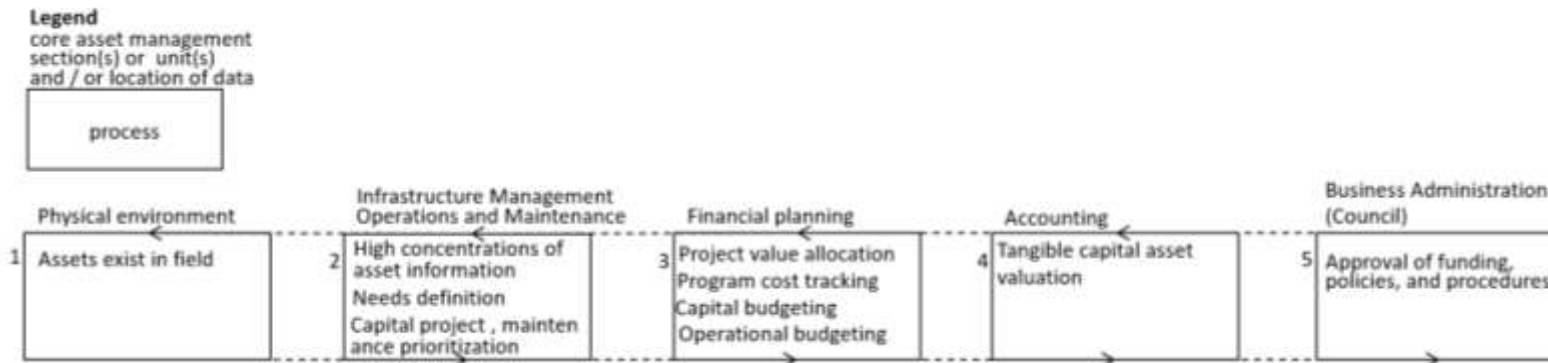 Legend
core asset management
section(s) or unit(s)
and / or location of data
process
Physical environment
1
Assets exist in field
Infrastructure Management
Operations and Maintenance
2
High concentrations of
asset information
Needs definition
Capital project , mainten
ance prioritization
Financial planning
3
Project value allocation
Program cost tracking
Capital budgeting
Operational budgeting
Accounting
4
Tangible capital asset
valuation
Business Administration
(Council)
5
Approval of funding,
policies, and procedures